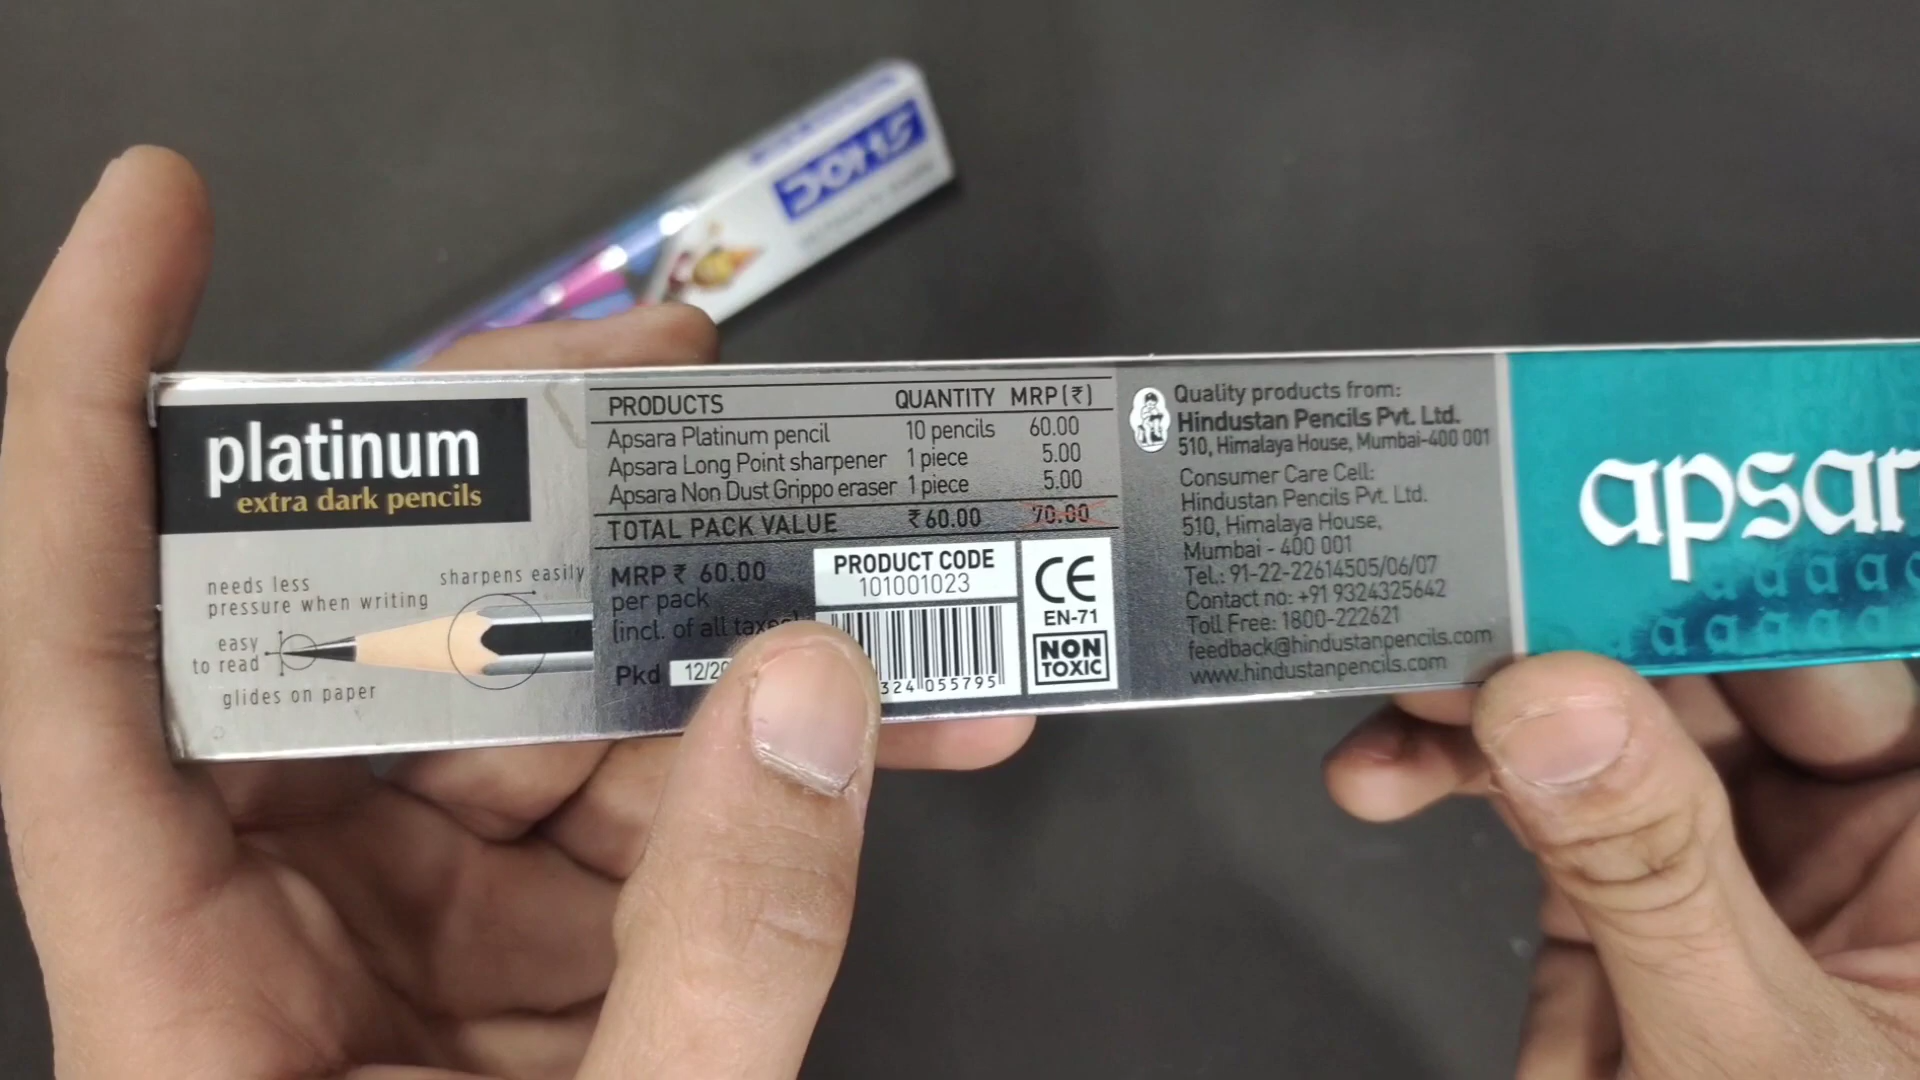 DOMS
platinum
extra dark pencils
needs less
pressure when writing
sharpens easily
easy
to read
glides on paper
PRODUCTS QUANTITY MRP (₹)
Apsara Platinum pencil 10 pencils 60.00
Apsara Long Point sharpener 1 piece 5.00
Apsara Non Dust Grippo eraser 1 piece 5.00
TOTAL PACK VALUE ₹60.00 70.00
MRP ₹ 60.00
per pack
(incl. of all taxes)
Pkd 12/20
PRODUCT CODE
101001023
324 055795
CE
EN-71
NON
TOXIC
Quality products from:
Hindustan Pencils Pvt. Ltd.
510, Himalaya House, Mumbai-400 001
Consumer Care Cell:
Hindustan Pencils Pvt. Ltd.
510, Himalaya House,
Mumbai - 400 001
Tel.: 91-22-22614505/06/07
Contact no: +91 9324325642
Toll Free: 1800-222621
feedback@hindustanpencils.com
www.hindustanpencils.com
apsar